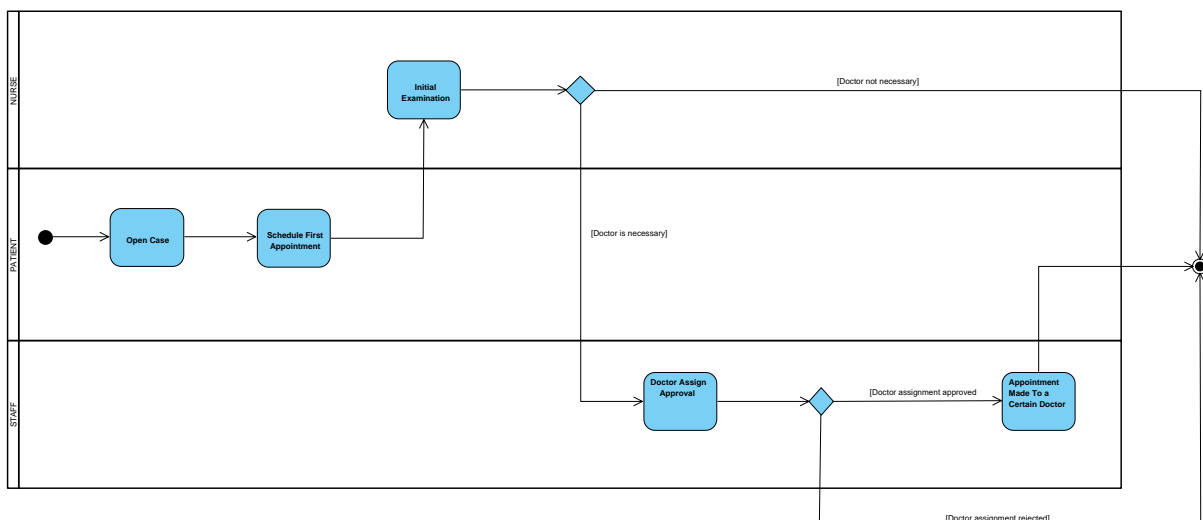 NURSE
Initial
Examination
[Doctor not necessary]
PATIENT
Open Case
Schedule First
Appointment
[Doctor is necessary]
STAFF
Doctor Assign
Approval
[Doctor assignment approved
Appointment
Made To a
Certain Doctor
[Doctor assignment rejected]